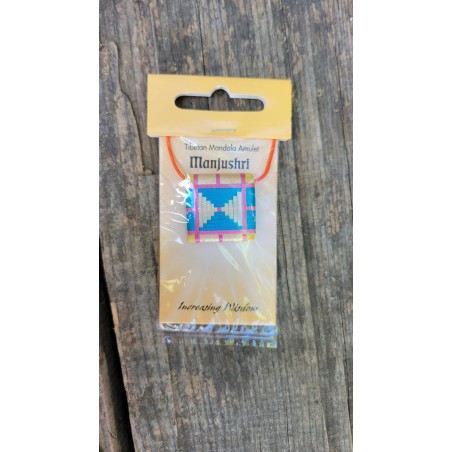 Tibetan Mandala Amulet
Manjushri
Increasing Wisdom